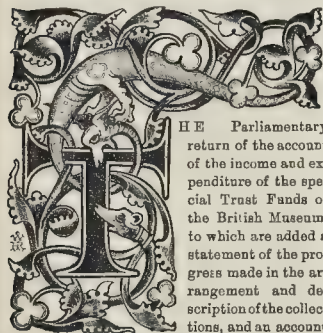 THE Parliamentary
return of the account
of the income and ex
penditure of the spe
cial Trust Funds o
the British Museum
to which are added a
statement of the pro
gress made in the ar
rangement and de
scription of the collec
tions, and an accoun